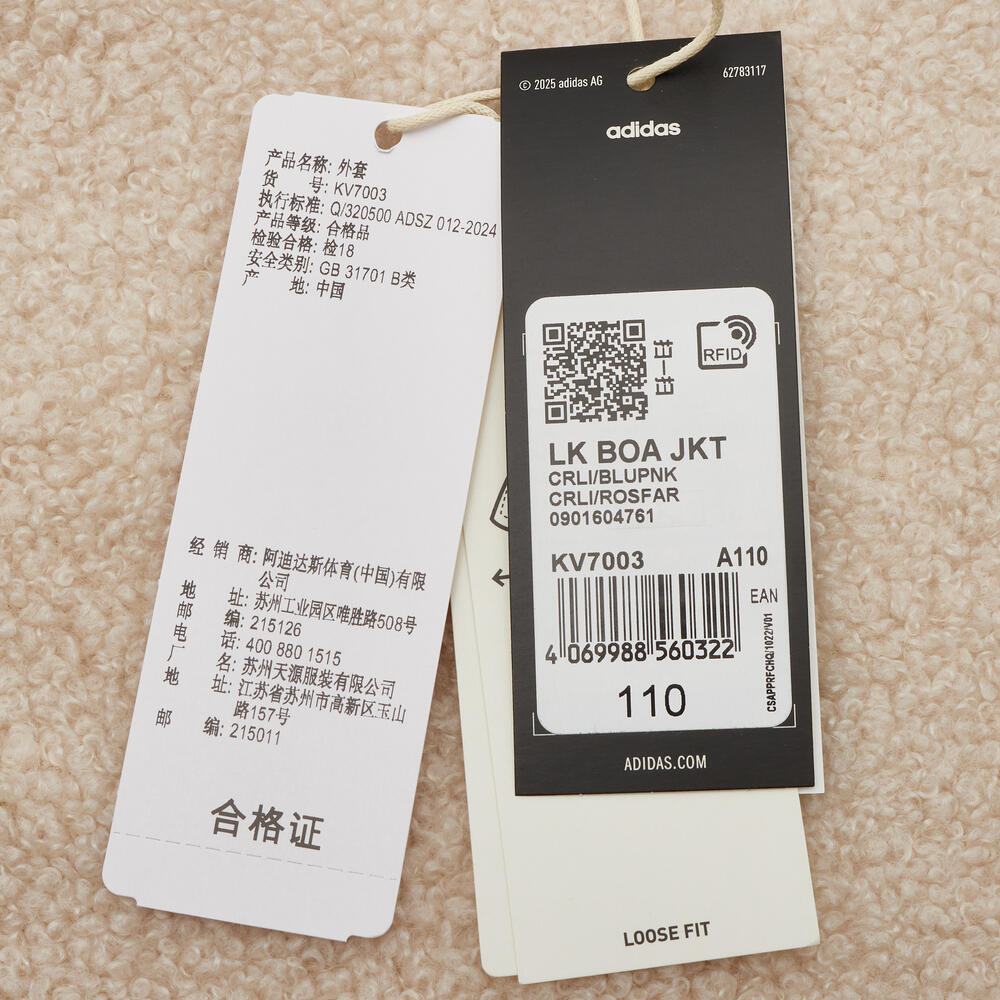 产品名称: 外套
货 号: KV7003
执行标准: Q/320500 ADSZ 012-2024
产品等级: 合格品
检验合格: 检18
安全类别: GB 31701 B类
产 地: 中国
经 销 商: 阿迪达斯体育(中国)有限
公司
地 址: 苏州工业园区唯胜路508号
邮 编: 215126
电 话: 400 880 1515
厂 名: 苏州天源服装有限公司
地 址: 江苏省苏州市高新区玉山
路157号
邮 编: 215011
合格证
© 2025 adidas AG
62783117
adidas
RFID
LK BOA JKT
CRLI/BLUPNK
CRLI/ROSFAR
0901604761
KV7003 A110
EAN
4 069988 560322
CSAPPRFCHQ/1022/V01
110
ADIDAS.COM
LOOSE FIT